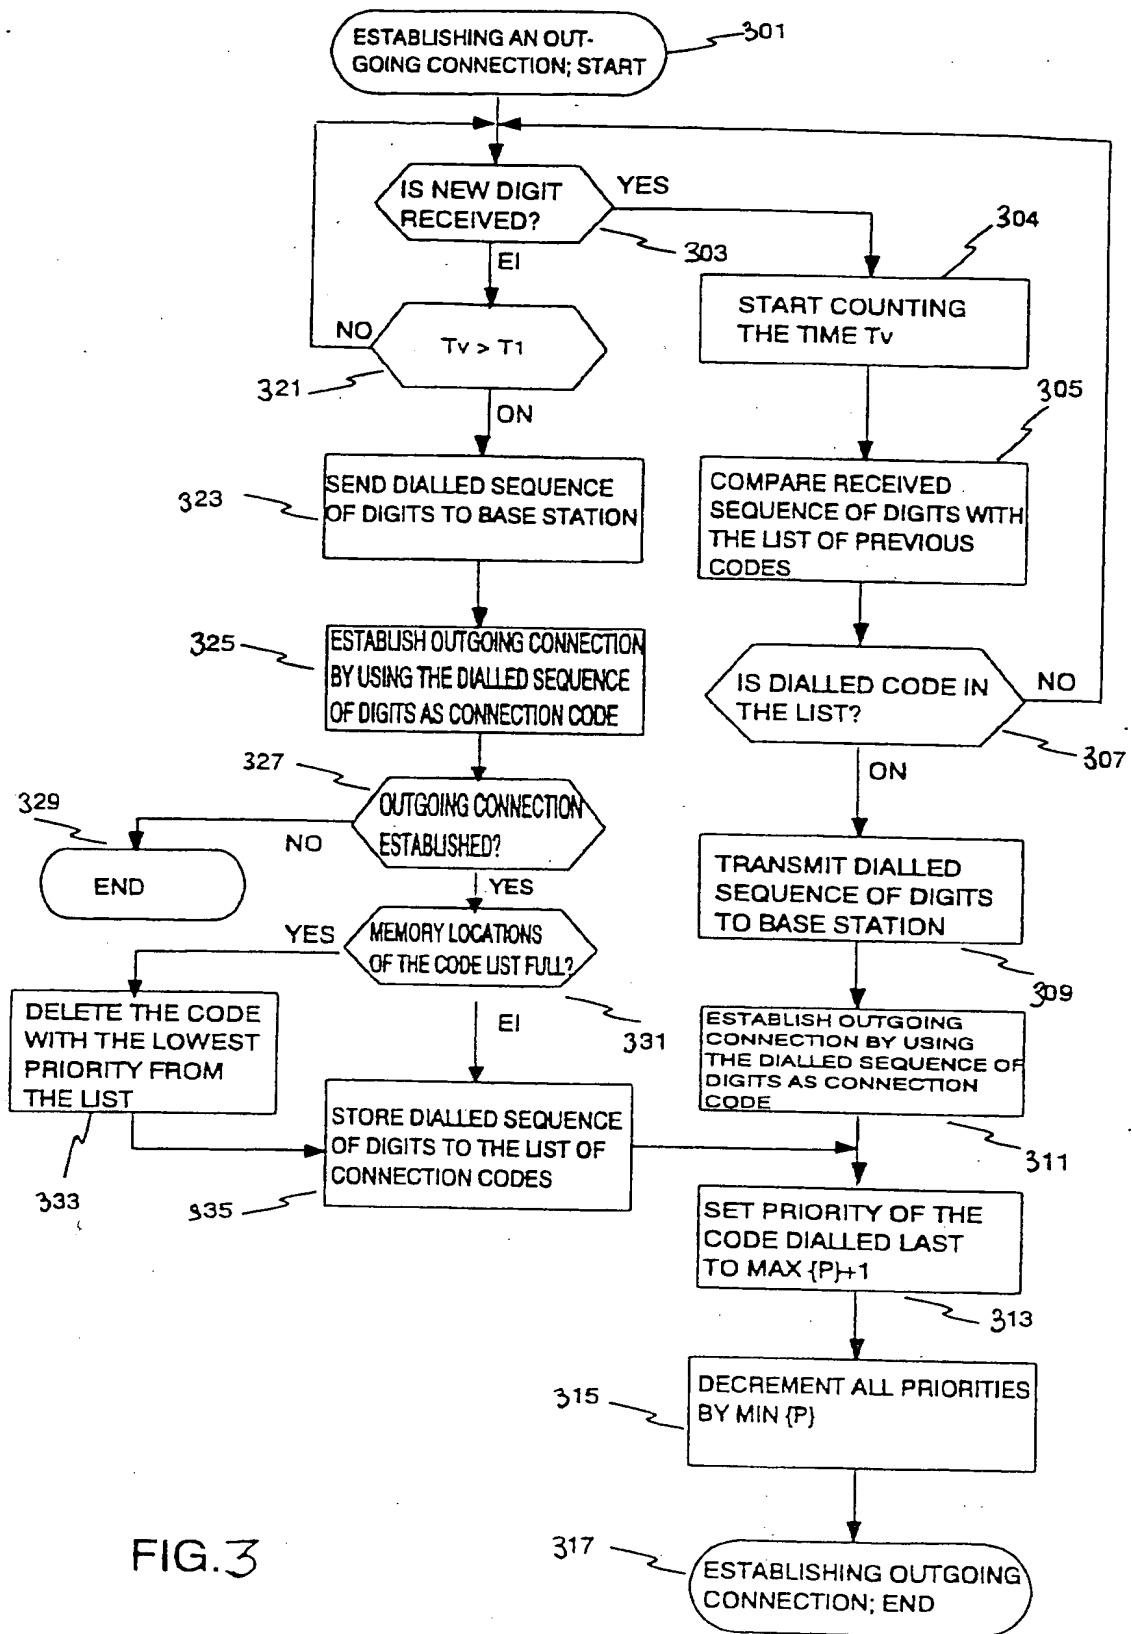 ESTABLISHING AN OUT-
GOING CONNECTION; START
301
IS NEW DIGIT
RECEIVED?
YES
303
EI
304
START COUNTING
THE TIME Tv
NO
Tv > T1
321
ON
305
COMPARE RECEIVED
SEQUENCE OF DIGITS WITH
THE LIST OF PREVIOUS
CODES
323
SEND DIALLED SEQUENCE
OF DIGITS TO BASE STATION
325
ESTABLISH OUTGOING CONNECTION
BY USING THE DIALLED SEQUENCE
OF DIGITS AS CONNECTION CODE
IS DIALLED CODE IN
THE LIST?
NO
307
ON
327
OUTGOING CONNECTION
ESTABLISHED?
329
NO
END
YES
TRANSMIT DIALLED
SEQUENCE OF DIGITS
TO BASE STATION
309
YES
MEMORY LOCATIONS
OF THE CODE LIST FULL?
331
EI
DELETE THE CODE
WITH THE LOWEST
PRIORITY FROM
THE LIST
333
ESTABLISH OUTGOING
CONNECTION BY USING
THE DIALLED SEQUENCE OF
DIGITS AS CONNECTION
CODE
311
STORE DIALLED SEQUENCE
OF DIGITS TO THE LIST OF
CONNECTION CODES
335
SET PRIORITY OF THE
CODE DIALLED LAST
TO MAX {P}+1
313
315
DECREMENT ALL PRIORITIES
BY MIN {P}
317
ESTABLISHING OUTGOING
CONNECTION; END
FIG.3